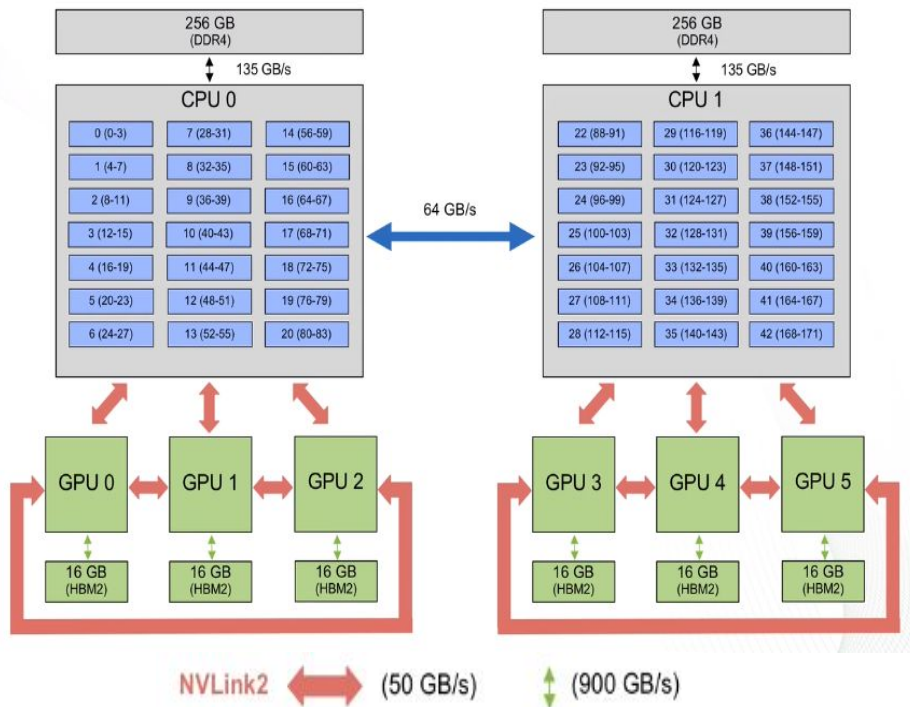 256 GB
(DDR4)
135 GB/s
CPU 0
0 (0-3)
7 (28-31)
14 (56-59)
1 (4-7)
8 (32-35)
15 (60-63)
2 (8-11)
9 (36-39)
16 (64-67)
3 (12-15)
10 (40-43)
17 (68-71)
4 (16-19)
11 (44-47)
18 (72-75)
5 (20-23)
12 (48-51)
19 (76-79)
6 (24-27)
13 (52-55)
20 (80-83)
64 GB/s
256 GB
(DDR4)
135 GB/s
CPU 1
22 (88-91)
29 (116-119)
36 (144-147)
23 (92-95)
30 (120-123)
37 (148-151)
24 (96-99)
31 (124-127)
38 (152-155)
25 (100-103)
32 (128-131)
39 (156-159)
26 (104-107)
33 (132-135)
40 (160-163)
27 (108-111)
34 (136-139)
41 (164-167)
28 (112-115)
35 (140-143)
42 (168-171)
GPU 0
GPU 1
GPU 2
16 GB
(HBM2)
16 GB
(HBM2)
16 GB
(HBM2)
GPU 3
GPU 4
GPU 5
16 GB
(HBM2)
16 GB
(HBM2)
16 GB
(HBM2)
NVLink2 (50 GB/s) (900 GB/s)